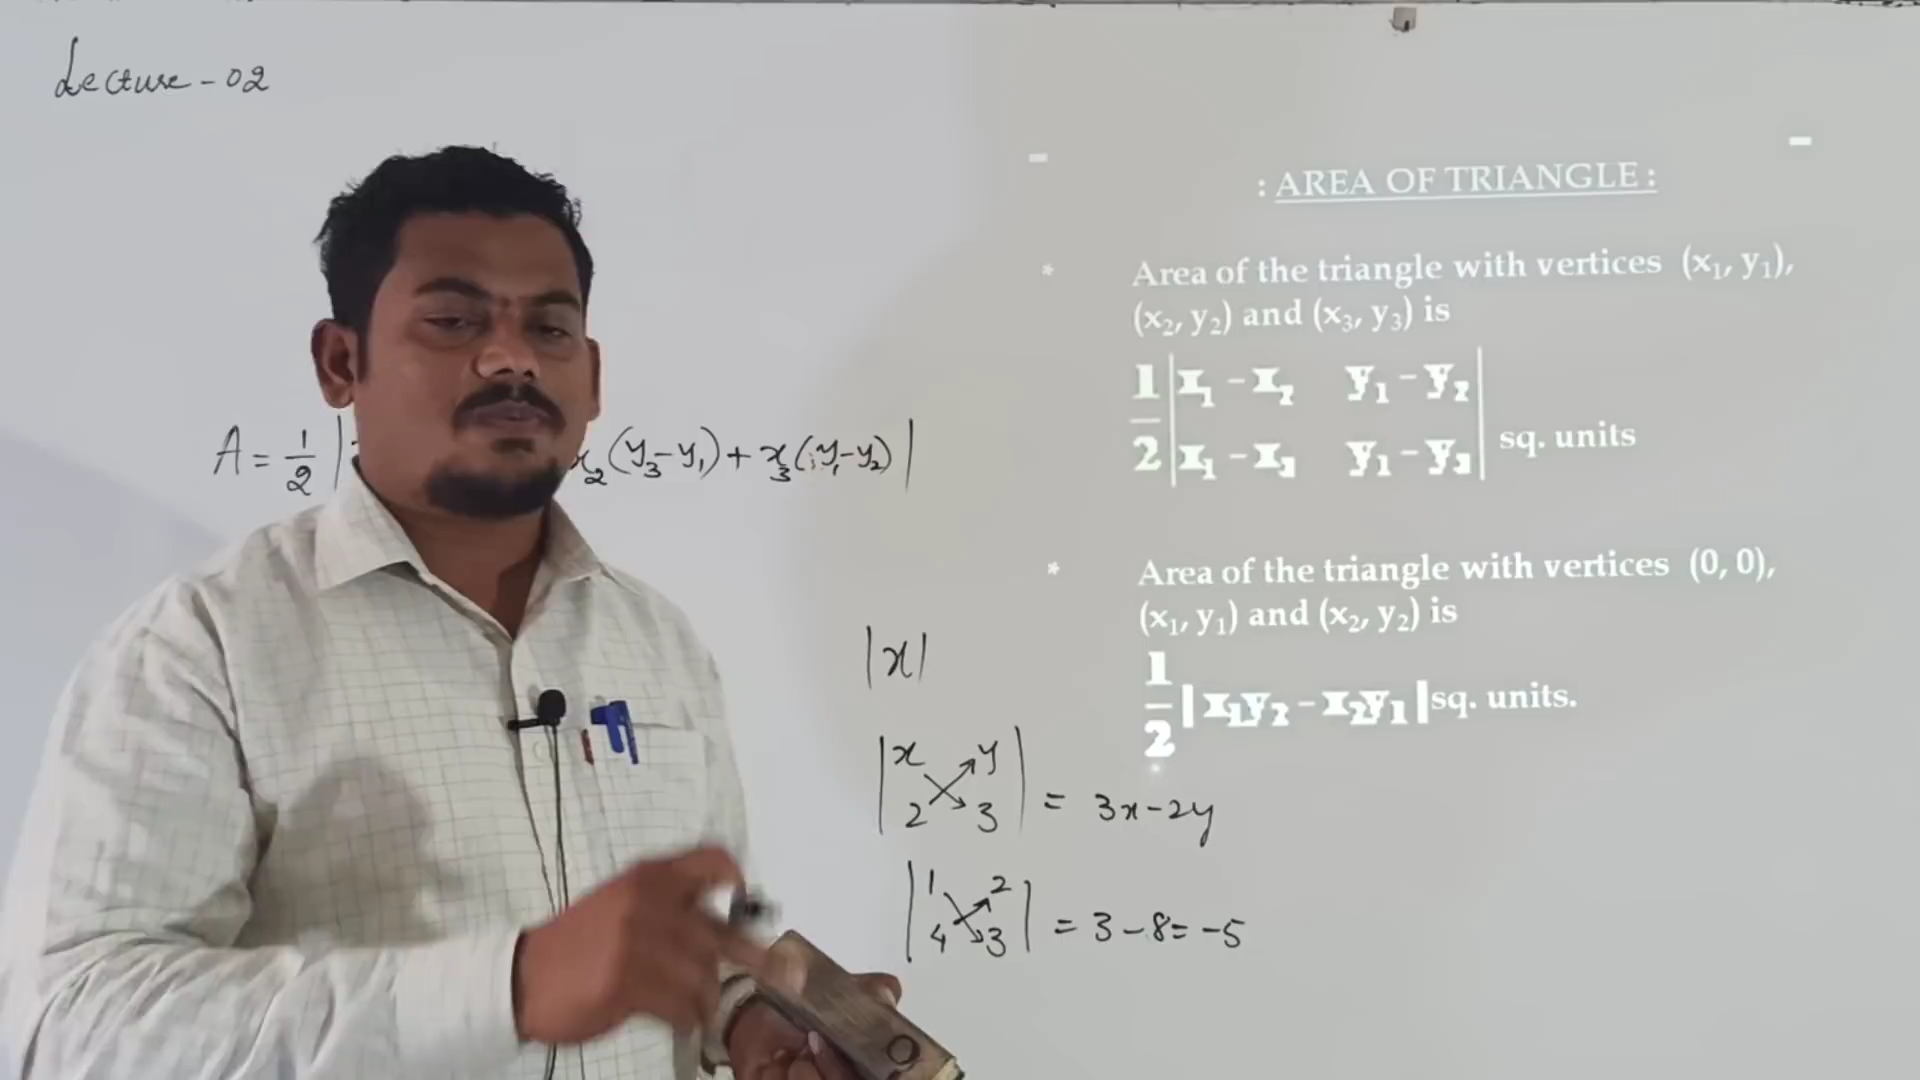 Lecture - 02
: AREA OF TRIANGLE :
* Area of the triangle with vertices (x₁, y₁),
(x₂, y₂) and (x₃, y₃) is
1/2 | x₁ - x₂ y₁ - y₂ |
| x₁ - x₃ y₁ - y₃ | sq. units
A = 1/2 | x₂(y₃-y₁) + x₃(y₁-y₂) |
* Area of the triangle with vertices (0, 0),
(x₁, y₁) and (x₂, y₂) is
1/2 | x₁y₂ - x₂y₁ | sq. units.
|x|
| x y |
| 2 3 | = 3x - 2y
| 1 2 |
| 4 3 | = 3 - 8 = -5